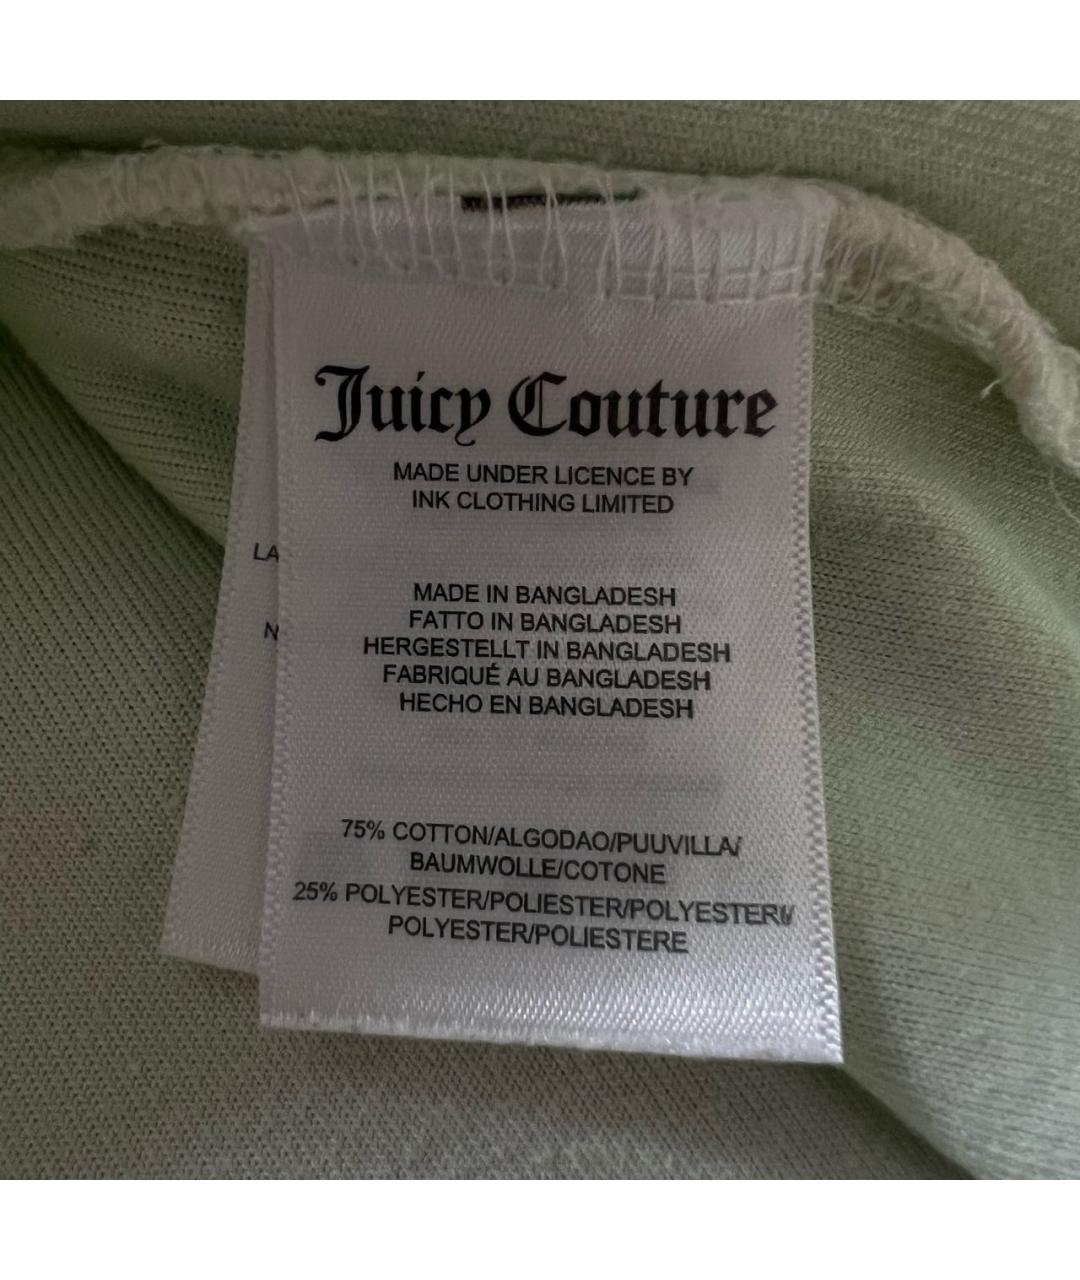 Juicy Couture
MADE UNDER LICENCE BY
INK CLOTHING LIMITED
LA
N
MADE IN BANGLADESH
FATTO IN BANGLADESH
HERGESTELLT IN BANGLADESH
FABRIQUÉ AU BANGLADESH
HECHO EN BANGLADESH
75% COTTON/ALGODAO/PUUVILLA/
BAUMWOLLE/COTONE
25% POLYESTER/POLIESTER/POLYESTERI/
POLYESTER/POLIESTERE